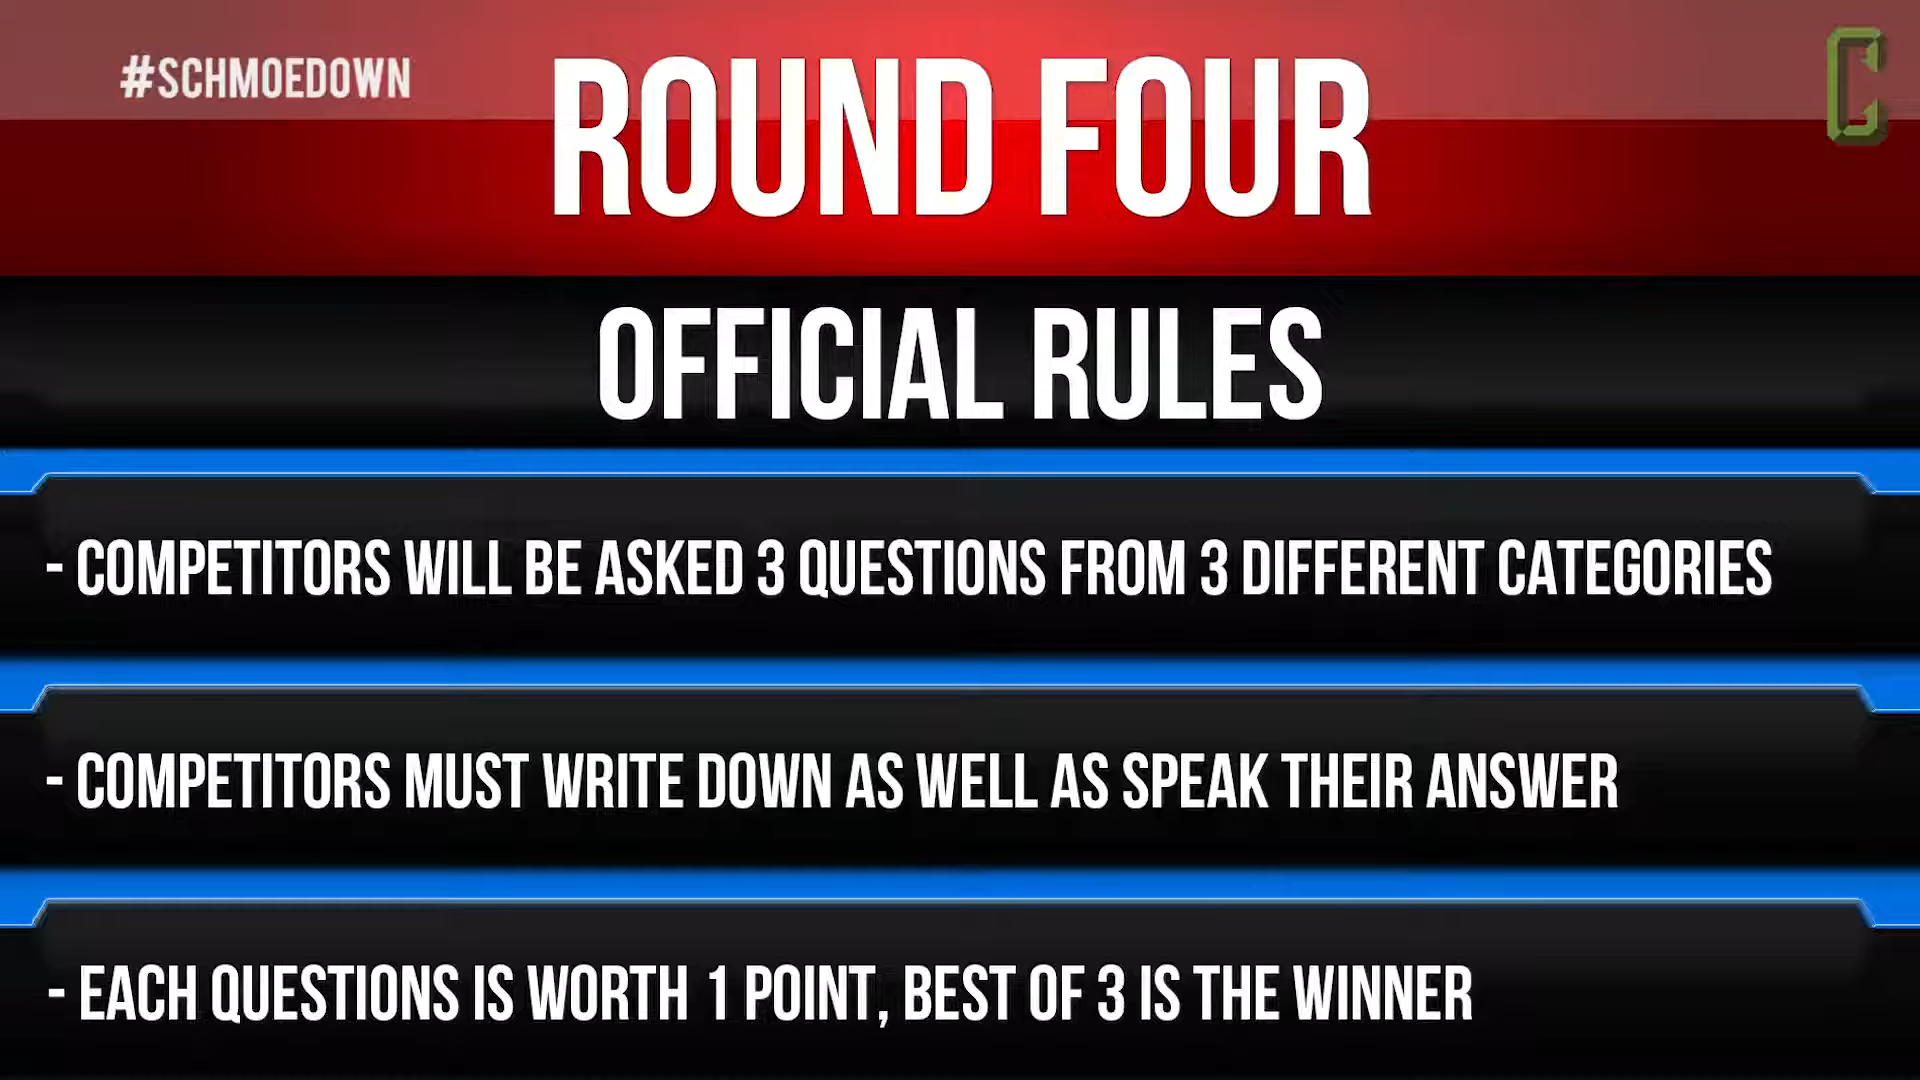 #SCHMOEDOWN
ROUND FOUR
OFFICIAL RULES
- COMPETITORS WILL BE ASKED 3 QUESTIONS FROM 3 DIFFERENT CATEGORIES
- COMPETITORS MUST WRITE DOWN AS WELL AS SPEAK THEIR ANSWER
- EACH QUESTIONS IS WORTH 1 POINT, BEST OF 3 IS THE WINNER